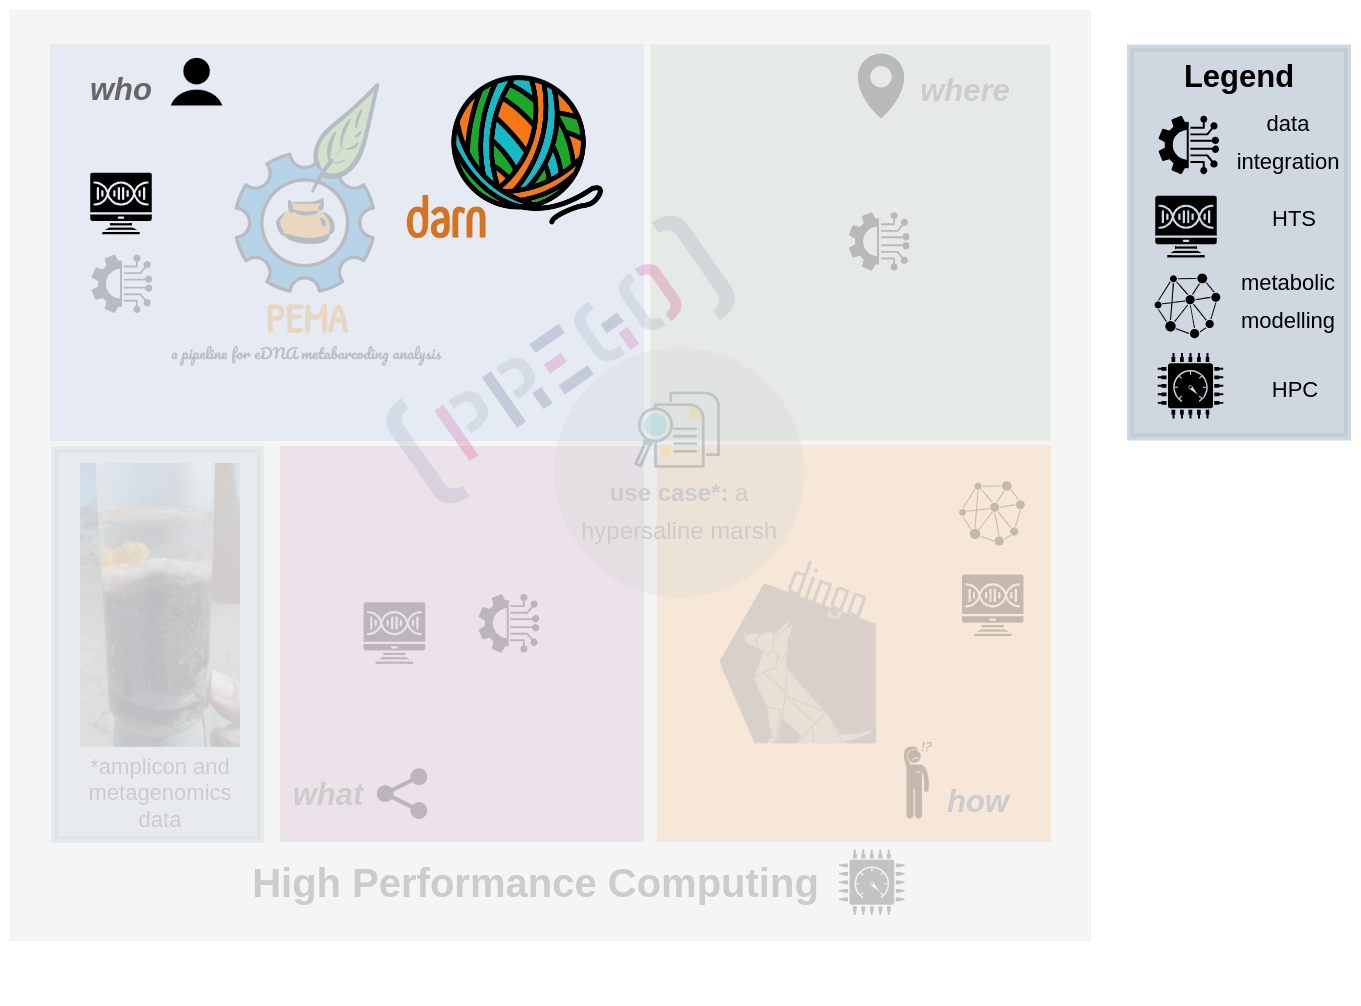 who
darn
PEMA
a pipeline for eDNA metabarcoding analysis
where
PREGO
use case*: a
hypersaline marsh
*amplicon and
metagenomics
data
what
dingo
!?
how
High Performance Computing
Legend
data
integration
HTS
metabolic
modelling
HPC